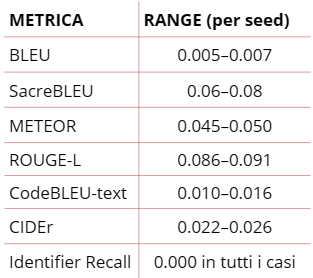 METRICA RANGE (per seed)
BLEU 0.005–0.007
SacreBLEU 0.06–0.08
METEOR 0.045–0.050
ROUGE-L 0.086–0.091
CodeBLEU-text 0.010–0.016
CIDEr 0.022–0.026
Identifier Recall 0.000 in tutti i casi